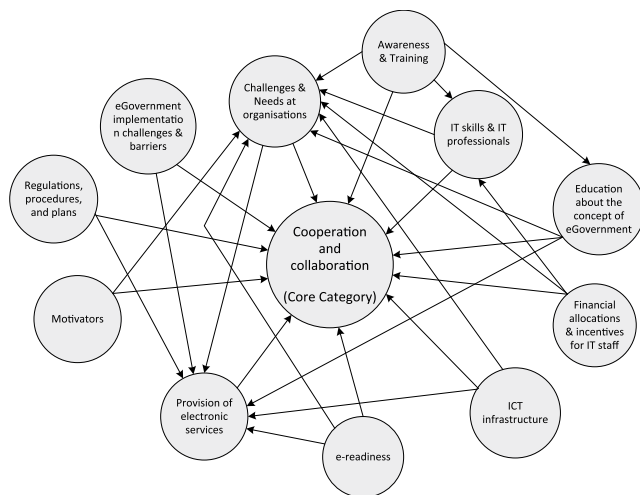 Awareness
& Training
Challenges &
Needs at
organisations
eGovernment
implementatio
n challenges &
barriers
IT skills & IT
professionals
Regulations,
procedures,
and plans
Education
about the
concept of
eGovernment
Cooperation
and
collaboration
(Core Category)
Motivators
Financial
allocations
& incentives
for IT staff
Provision of
electronic
services
ICT
infrastructure
e-readiness